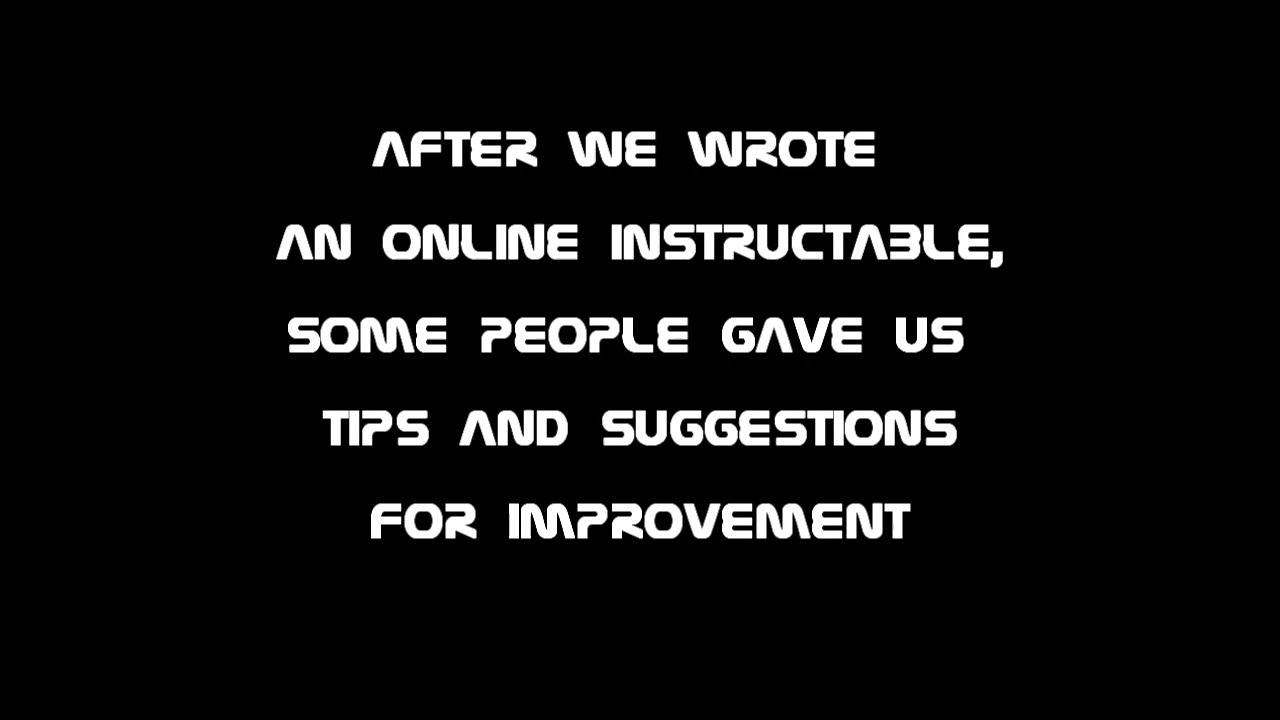 AFTER WE WROTE
AN ONLINE INSTRUCTABLE,
SOME PEOPLE GAVE US
TIPS AND SUGGESTIONS
FOR IMPROVEMENT